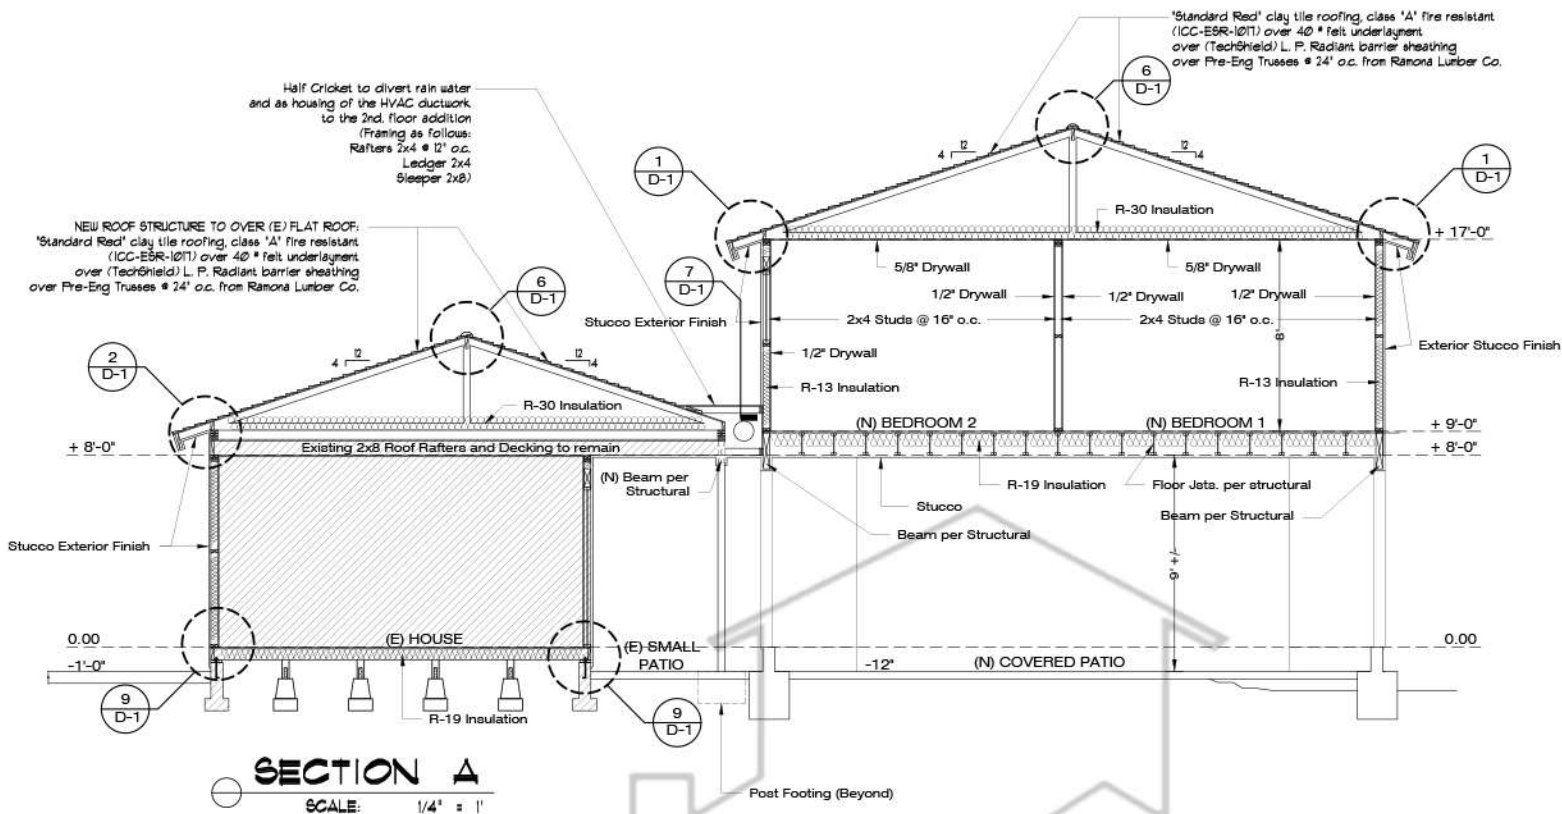 "Standard Red" clay tile roofing, class "A" fire resistant
(ICC-ESR-1017) over 40 # felt underlayment
over (TechShield) L. P. Radiant barrier sheathing
over Pre-Eng Trusses @ 24" o.c. from Ramona Lumber Co.
Half Cricket to divert rain water
and as housing of the HVAC ductwork
to the 2nd. floor addition
(Framing as follows:
Rafters 2x4 @ 12" o.c.
Ledger 2x4
Sleeper 2x8)
6
D-1
12
4
12
4
1
D-1
1
D-1
NEW ROOF STRUCTURE TO OVER (E) FLAT ROOF:
"Standard Red" clay tile roofing, class "A" fire resistant
(ICC-ESR-1017) over 40 # felt underlayment
over (TechShield) L. P. Radiant barrier sheathing
over Pre-Eng Trusses @ 24" o.c. from Ramona Lumber Co.
R-30 Insulation
+ 17'-0"
5/8" Drywall
5/8" Drywall
6
D-1
7
D-1
1/2" Drywall
1/2" Drywall
1/2" Drywall
Stucco Exterior Finish
2x4 Studs @ 16" o.c.
2x4 Studs @ 16" o.c.
8'
Exterior Stucco Finish
2
D-1
12
4
12
4
1/2" Drywall
R-13 Insulation
R-13 Insulation
R-30 Insulation
(N) BEDROOM 2
(N) BEDROOM 1
+ 9'-0"
+ 8'-0"
Existing 2x8 Roof Rafters and Decking to remain
+ 8'-0"
(N) Beam per
Structural
R-19 Insulation
Floor Jsts. per structural
Stucco
Beam per Structural
Beam per Structural
Stucco Exterior Finish
9' +/-
0.00
(E) HOUSE
(E) SMALL
PATIO
0.00
-1'-0"
-12"
(N) COVERED PATIO
9
D-1
R-19 Insulation
9
D-1
SECTION A
SCALE: 1/4" = 1'
Post Footing (Beyond)